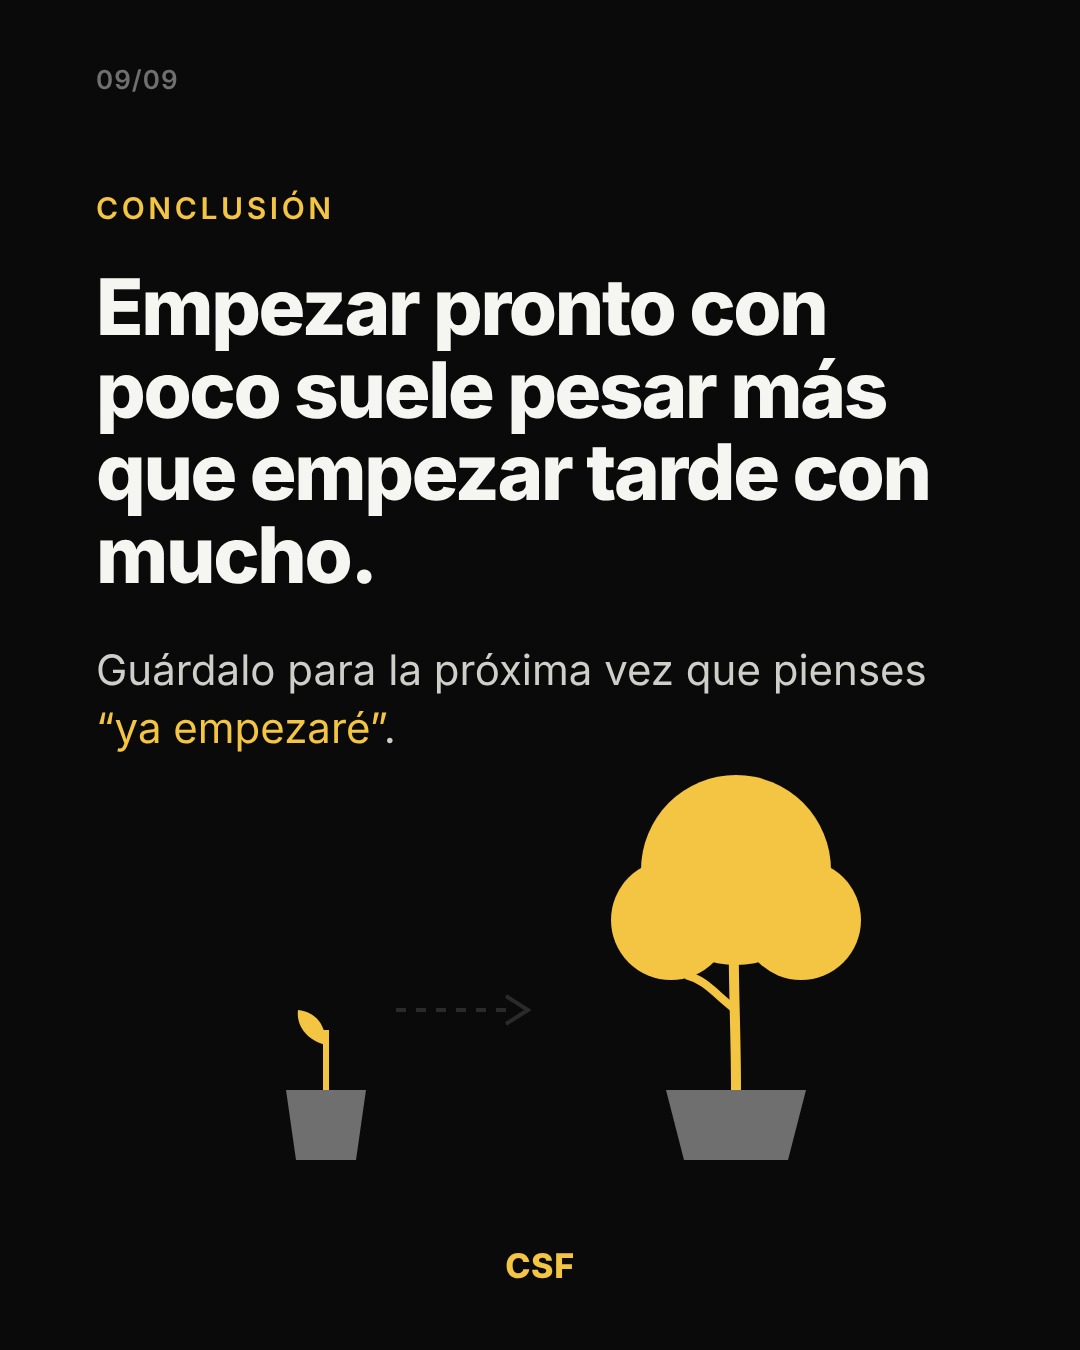 09/09
CONCLUSIÓN
Empezar pronto con
poco suele pesar más
que empezar tarde con
mucho.
Guárdalo para la próxima vez que pienses
“ya empezaré”.
CSF